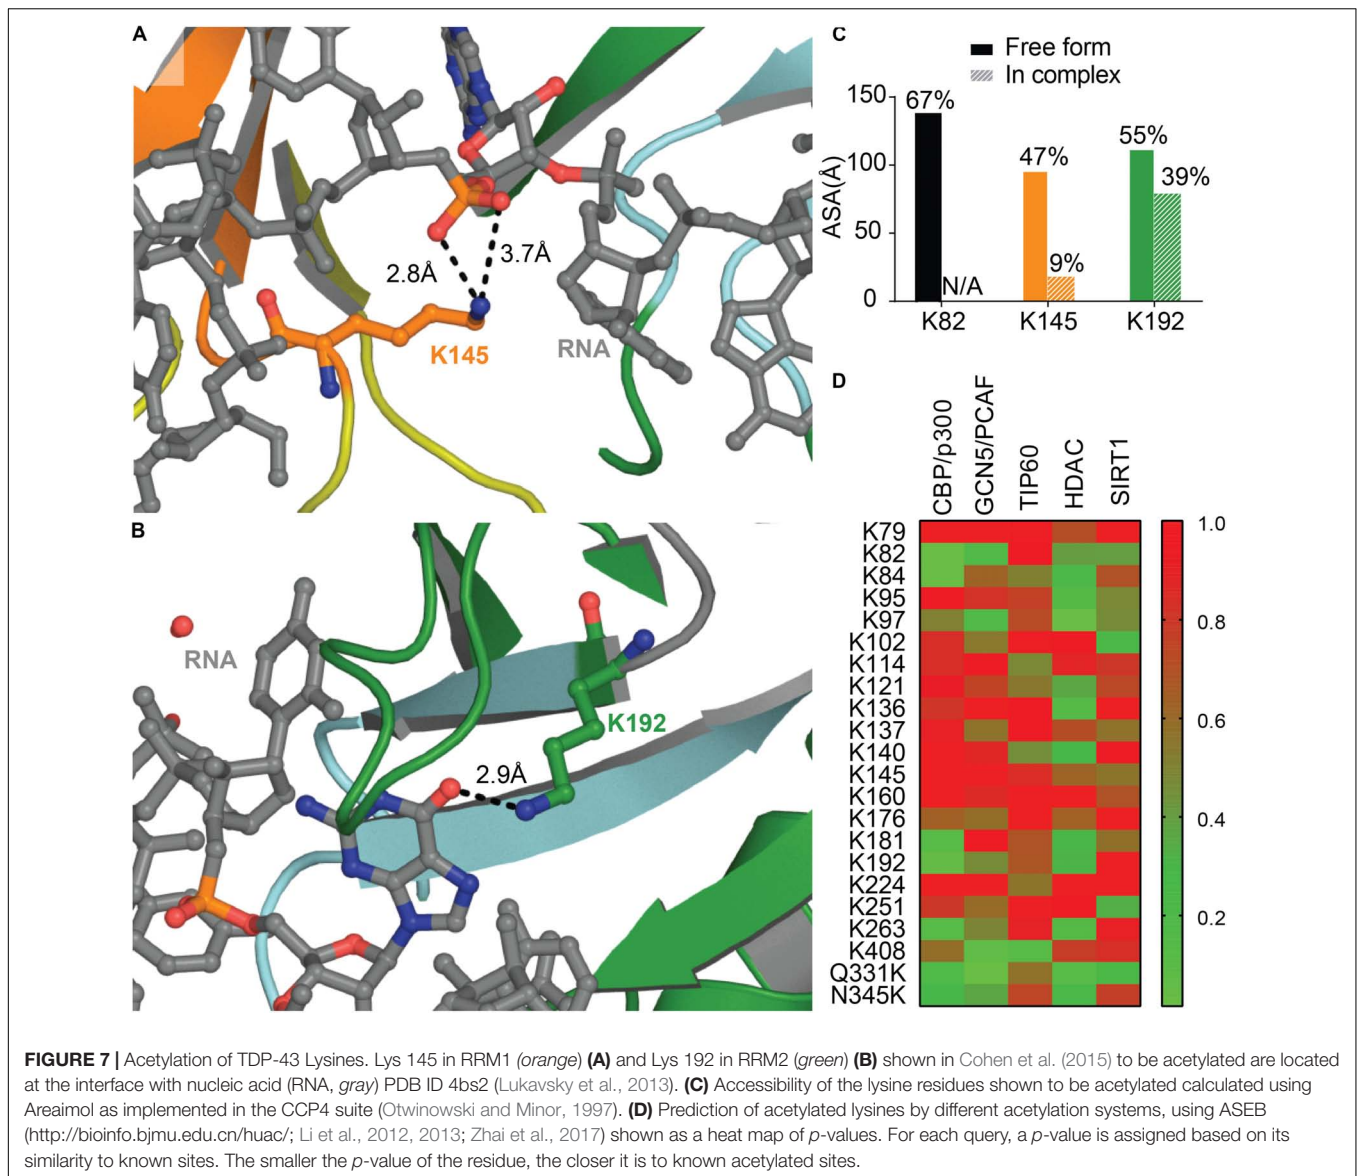 A
2.8Å
3.7Å
K145
RNA
B
RNA
K192
2.9Å
C
Free form
In complex
ASA(Å)
150
100
50
0
67%
N/A
47%
9%
55%
39%
K82
K145
K192
D
CBP/p300
GCN5/PCAF
TIP60
HDAC
SIRT1
K79
K82
K84
K95
K97
K102
K114
K121
K136
K137
K140
K145
K160
K176
K181
K192
K224
K251
K263
K408
Q331K
N345K
1.0
0.8
0.6
0.4
0.2
FIGURE 7 | Acetylation of TDP-43 Lysines. Lys 145 in RRM1 (orange) (A) and Lys 192 in RRM2 (green) (B) shown in Cohen et al. (2015) to be acetylated are located
at the interface with nucleic acid (RNA, gray) PDB ID 4bs2 (Lukavsky et al., 2013). (C) Accessibility of the lysine residues shown to be acetylated calculated using
Areaimol as implemented in the CCP4 suite (Otwinowski and Minor, 1997). (D) Prediction of acetylated lysines by different acetylation systems, using ASEB
(http://bioinfo.bjmu.edu.cn/huac/; Li et al., 2012, 2013; Zhai et al., 2017) shown as a heat map of p-values. For each query, a p-value is assigned based on its
similarity to known sites. The smaller the p-value of the residue, the closer it is to known acetylated sites.